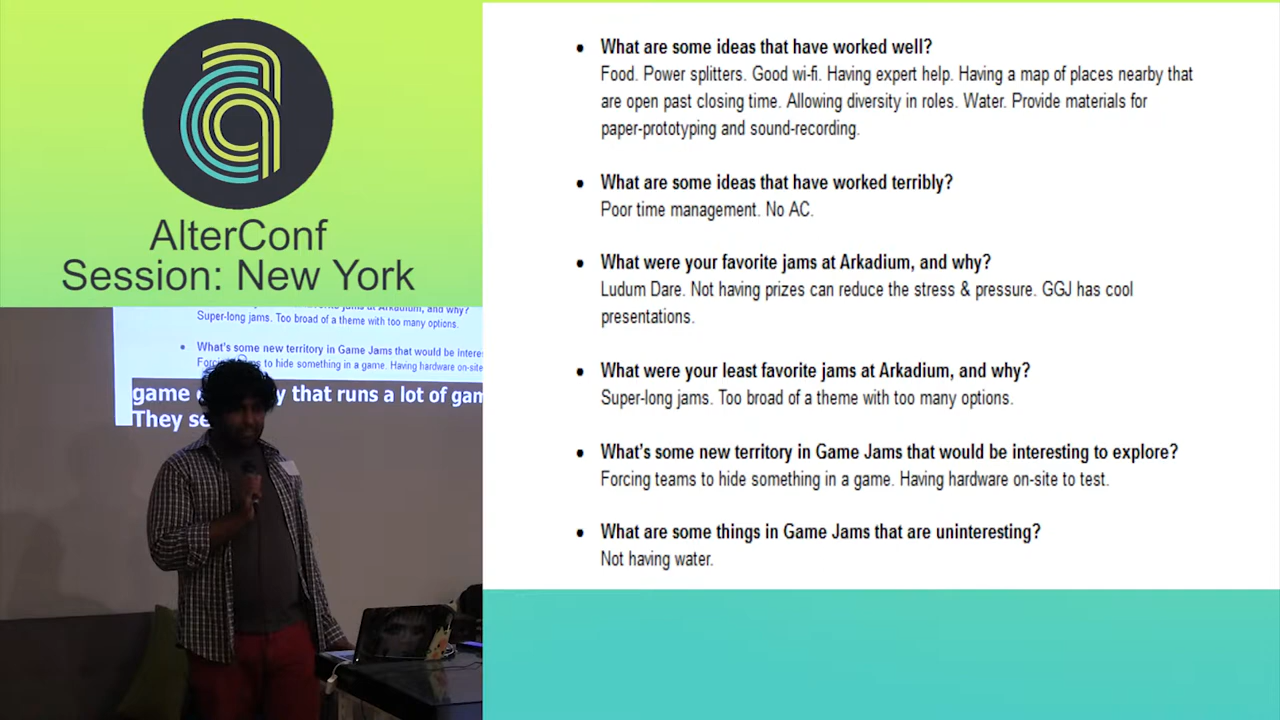 AlterConf
Session: New York
What are some ideas that have worked well?
Food. Power splitters. Good wi-fi. Having expert help. Having a map of places nearby that
are open past closing time. Allowing diversity in roles. Water. Provide materials for
paper-prototyping and sound-recording.
What are some ideas that have worked terribly?
Poor time management. No AC.
What were your favorite jams at Arkadium, and why?
Ludum Dare. Not having prizes can reduce the stress & pressure. GGJ has cool
presentations.
What were your least favorite jams at Arkadium, and why?
Super-long jams. Too broad of a theme with too many options.
What's some new territory in Game Jams that would be interesting to explore?
Forcing teams to hide something in a game. Having hardware on-site to test.
What are some things in Game Jams that are uninteresting?
Not having water.
jams at Arkadium, and why?
Super-long jams. Too broad of a theme with too many options.
What's some new territory in Game Jams that would be
to hide something in a game. Having hardware on-site
game that runs a lot of
They